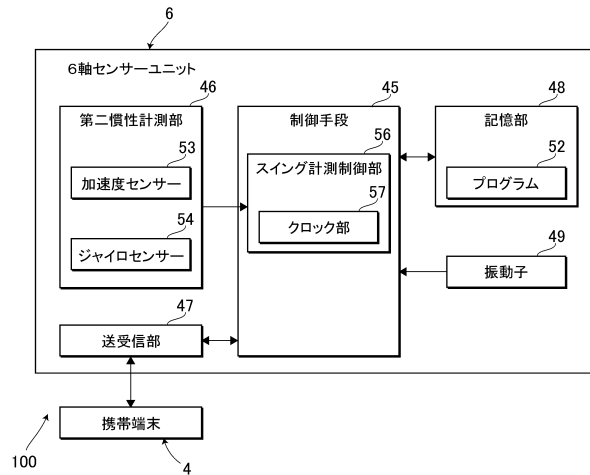 6
6軸センサーユニット
46
第二慣性計測部
53
加速度センサー
54
ジャイロセンサー
45
制御手段
56
スイング計測制御部
57
クロック部
48
記憶部
52
プログラム
49
振動子
47
送受信部
携帯端末
4
100